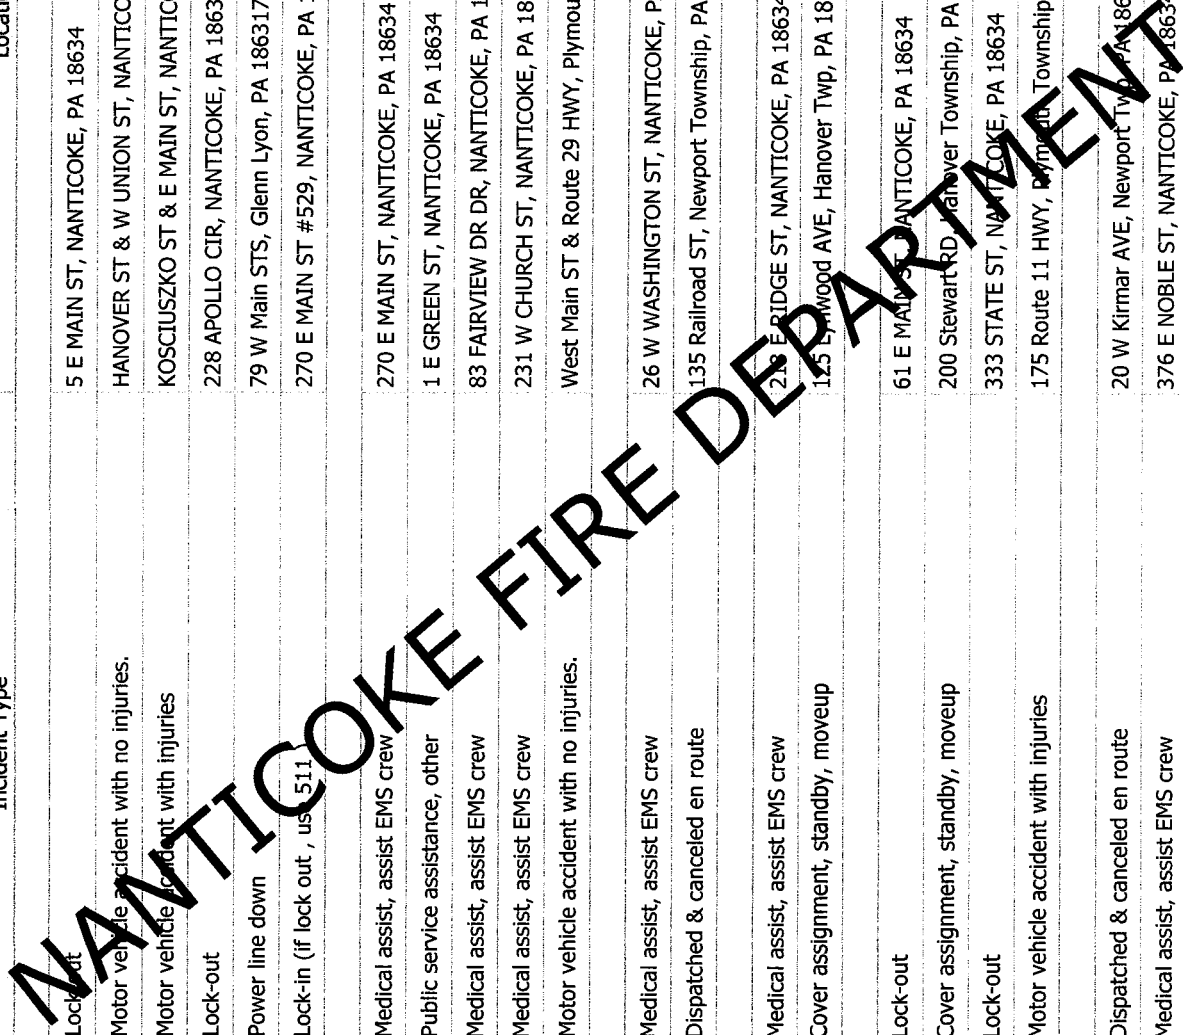 Incident Type Locati
Lock-out 5 E MAIN ST, NANTICOKE, PA 18634
Motor vehicle accident with no injuries. HANOVER ST & W UNION ST, NANTICO
Motor vehicle accident with injuries KOSCIUSZKO ST & E MAIN ST, NANTIC
Lock-out 228 APOLLO CIR, NANTICOKE, PA 1863
Power line down 79 W Main STS, Glenn Lyon, PA 186317
Lock-in (if lock out , use 511 ) 270 E MAIN ST #529, NANTICOKE, PA
Medical assist, assist EMS crew 270 E MAIN ST, NANTICOKE, PA 18634
Public service assistance, other 1 E GREEN ST, NANTICOKE, PA 18634
Medical assist, assist EMS crew 83 FAIRVIEW DR DR, NANTICOKE, PA 1
Medical assist, assist EMS crew 231 W CHURCH ST, NANTICOKE, PA 18
Motor vehicle accident with no injuries. West Main ST & Route 29 HWY, Plymou
Medical assist, assist EMS crew 26 W WASHINGTON ST, NANTICOKE, P
Dispatched & canceled en route 135 Railroad ST, Newport Township, PA
Medical assist, assist EMS crew 218 E RIDGE ST, NANTICOKE, PA 18634
Cover assignment, standby, moveup 125 Lynwood AVE, Hanover Twp, PA 18
Lock-out 61 E MAIN ST, NANTICOKE, PA 18634
Cover assignment, standby, moveup 200 Stewart RD, Hanover Township, PA
Lock-out 333 STATE ST, NANTICOKE, PA 18634
Motor vehicle accident with injuries 175 Route 11 HWY, Plymouth Township
Dispatched & canceled en route 20 W Kirmar AVE, Newport Twp, PA 186
Medical assist, assist EMS crew 376 E NOBLE ST, NANTICOKE, PA 18634
NANTICOKE FIRE DEPARTMENT